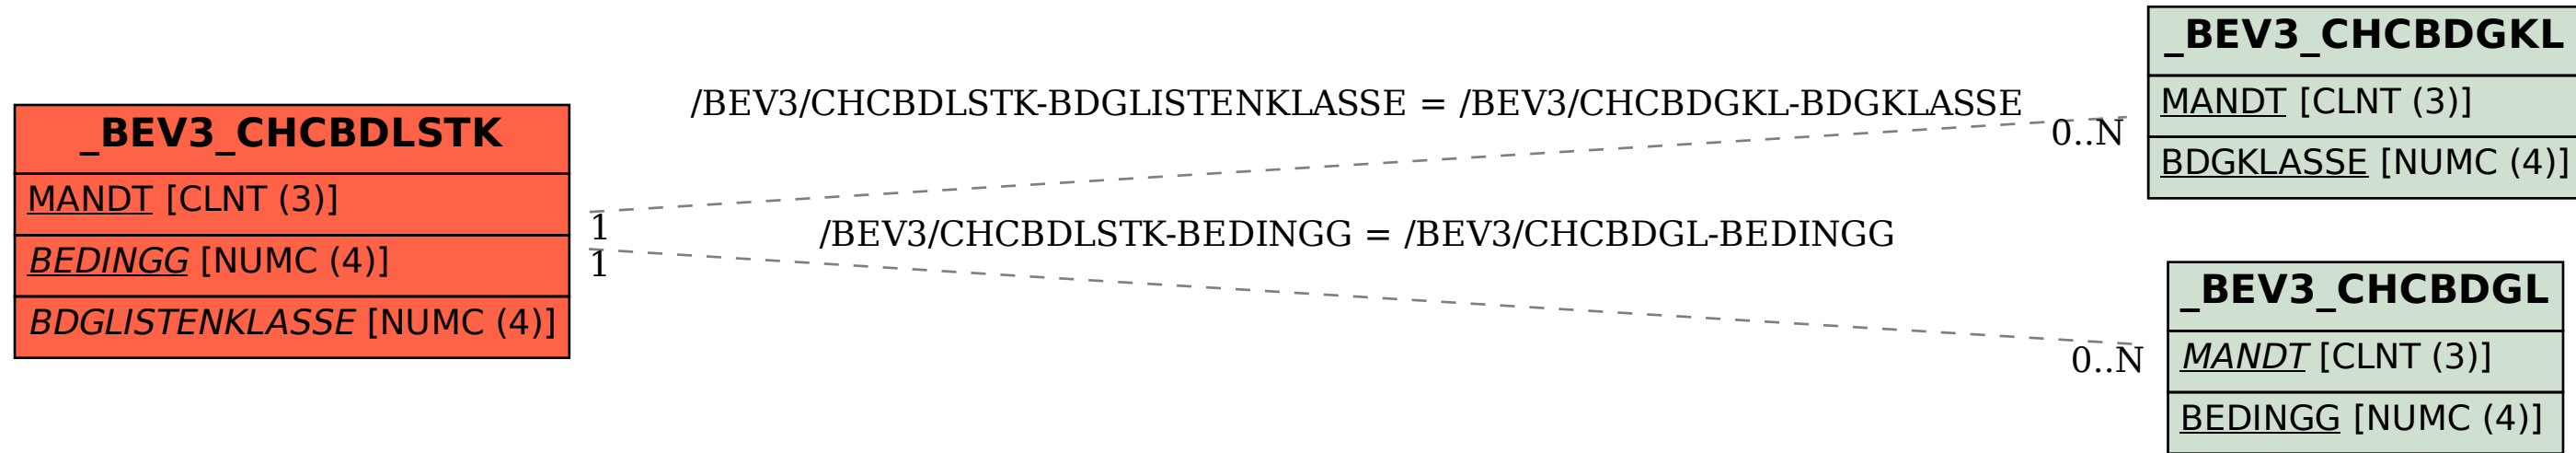 _BEV3_CHCBDLSTK
MANDT [CLNT (3)]
BEDINGG [NUMC (4)]
BDGLISTENKLASSE [NUMC (4)]
/BEV3/CHCBDLSTK-BDGLISTENKLASSE = /BEV3/CHCBDGKL-BDGKLASSE
0..N
1
/BEV3/CHCBDLSTK-BEDINGG = /BEV3/CHCBDGL-BEDINGG
1
0..N
_BEV3_CHCBDGKL
MANDT [CLNT (3)]
BDGKLASSE [NUMC (4)]
_BEV3_CHCBDGL
MANDT [CLNT (3)]
BEDINGG [NUMC (4)]